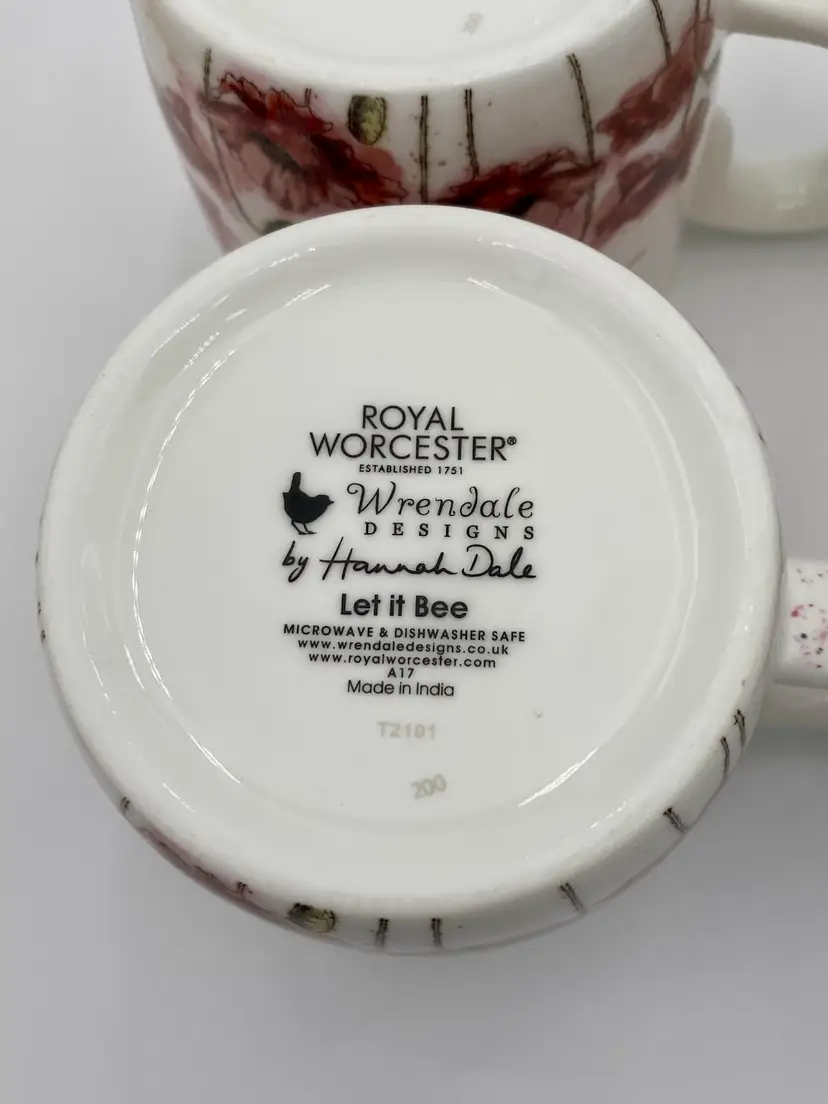 ROYAL
WORCESTER®
ESTABLISHED 1751
Wrendale
DESIGNS
by Hannah Dale
Let it Bee
MICROWAVE & DISHWASHER SAFE
www.wrendaledesigns.co.uk
www.royalworcester.com
A17
Made in India
T2101
200